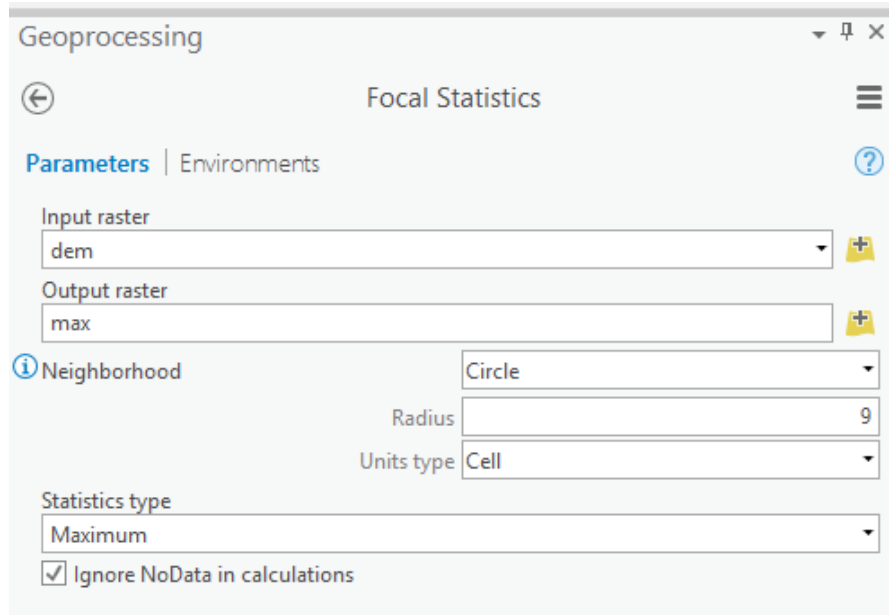 Geoprocessing
Focal Statistics
Parameters | Environments
Input raster
dem
Output raster
max
Neighborhood Circle
Radius 9
Units type Cell
Statistics type
Maximum
Ignore NoData in calculations